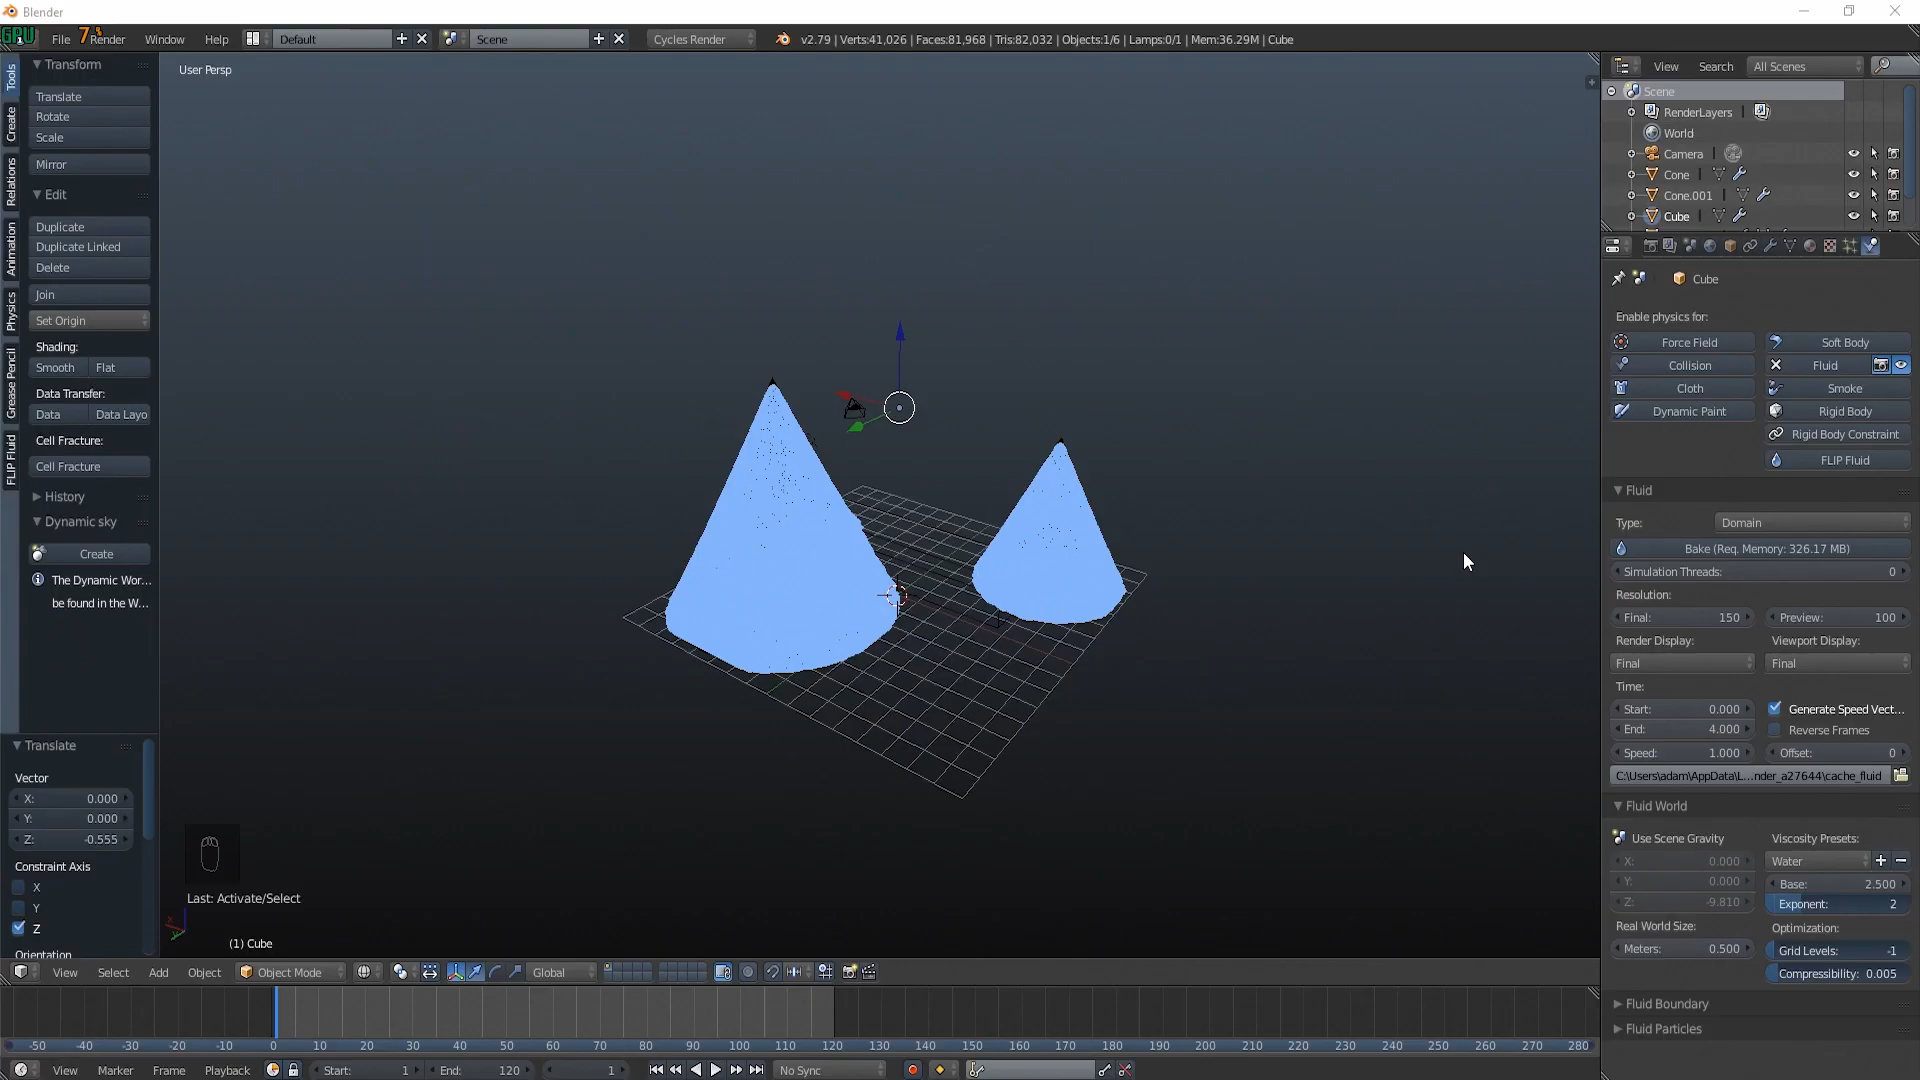 Blender
GPU File 7% Render Window Help Default Scene Cycles Render v2.79 | Verts:41,026 | Faces:81,968 | Tris:82,032 | Objects:1/6 | Lamps:0/1 | Mem:36.29M | Cube
Tools
Create
Relations
Animation
Physics
Grease Pencil
FLIP Fluid
Transform
Translate
Rotate
Scale
Mirror
Edit
Duplicate
Duplicate Linked
Delete
Join
Set Origin
Shading:
Smooth Flat
Data Transfer:
Data Data Layo
Cell Fracture:
Cell Fracture
History
Dynamic sky
Create
The Dynamic Wor...
be found in the W...
Translate
Vector
X: 0.000
Y: 0.000
Z: -0.555
Constraint Axis
X
Y
Z
Orientation
User Persp
Last: Activate/Select
(1) Cube
View Select Add Object Object Mode Global
-50 -40 -30 -20 -10 0 10 20 30 40 50 60 70 80 90 100 110 120 130 140 150 160 170 180 190 200 210 220 230 240 250 260 270 280
View Marker Frame Playback Start: 1 End: 120 1 No Sync
View Search All Scenes
Scene
RenderLayers |
World
Camera |
Cone |
Cone.001 |
Cube |
Cube
Enable physics for:
Force Field Soft Body
Collision Fluid
Cloth Smoke
Dynamic Paint Rigid Body
Rigid Body Constraint
FLIP Fluid
Fluid
Type: Domain
Bake (Req. Memory: 326.17 MB)
Simulation Threads: 0
Resolution:
Final: 150 Preview: 100
Render Display: Viewport Display:
Final Final
Time:
Start: 0.000 Generate Speed Vect...
End: 4.000 Reverse Frames
Speed: 1.000 Offset: 0
C:\Users\adam\AppData\L...nder_a27644\cache_fluid
Fluid World
Use Scene Gravity Viscosity Presets:
X: 0.000 Water
Y: 0.000 Base: 2.500
Z: -9.810 Exponent: 2
Real World Size: Optimization:
Meters: 0.500 Grid Levels: -1
Compressibility: 0.005
Fluid Boundary
Fluid Particles